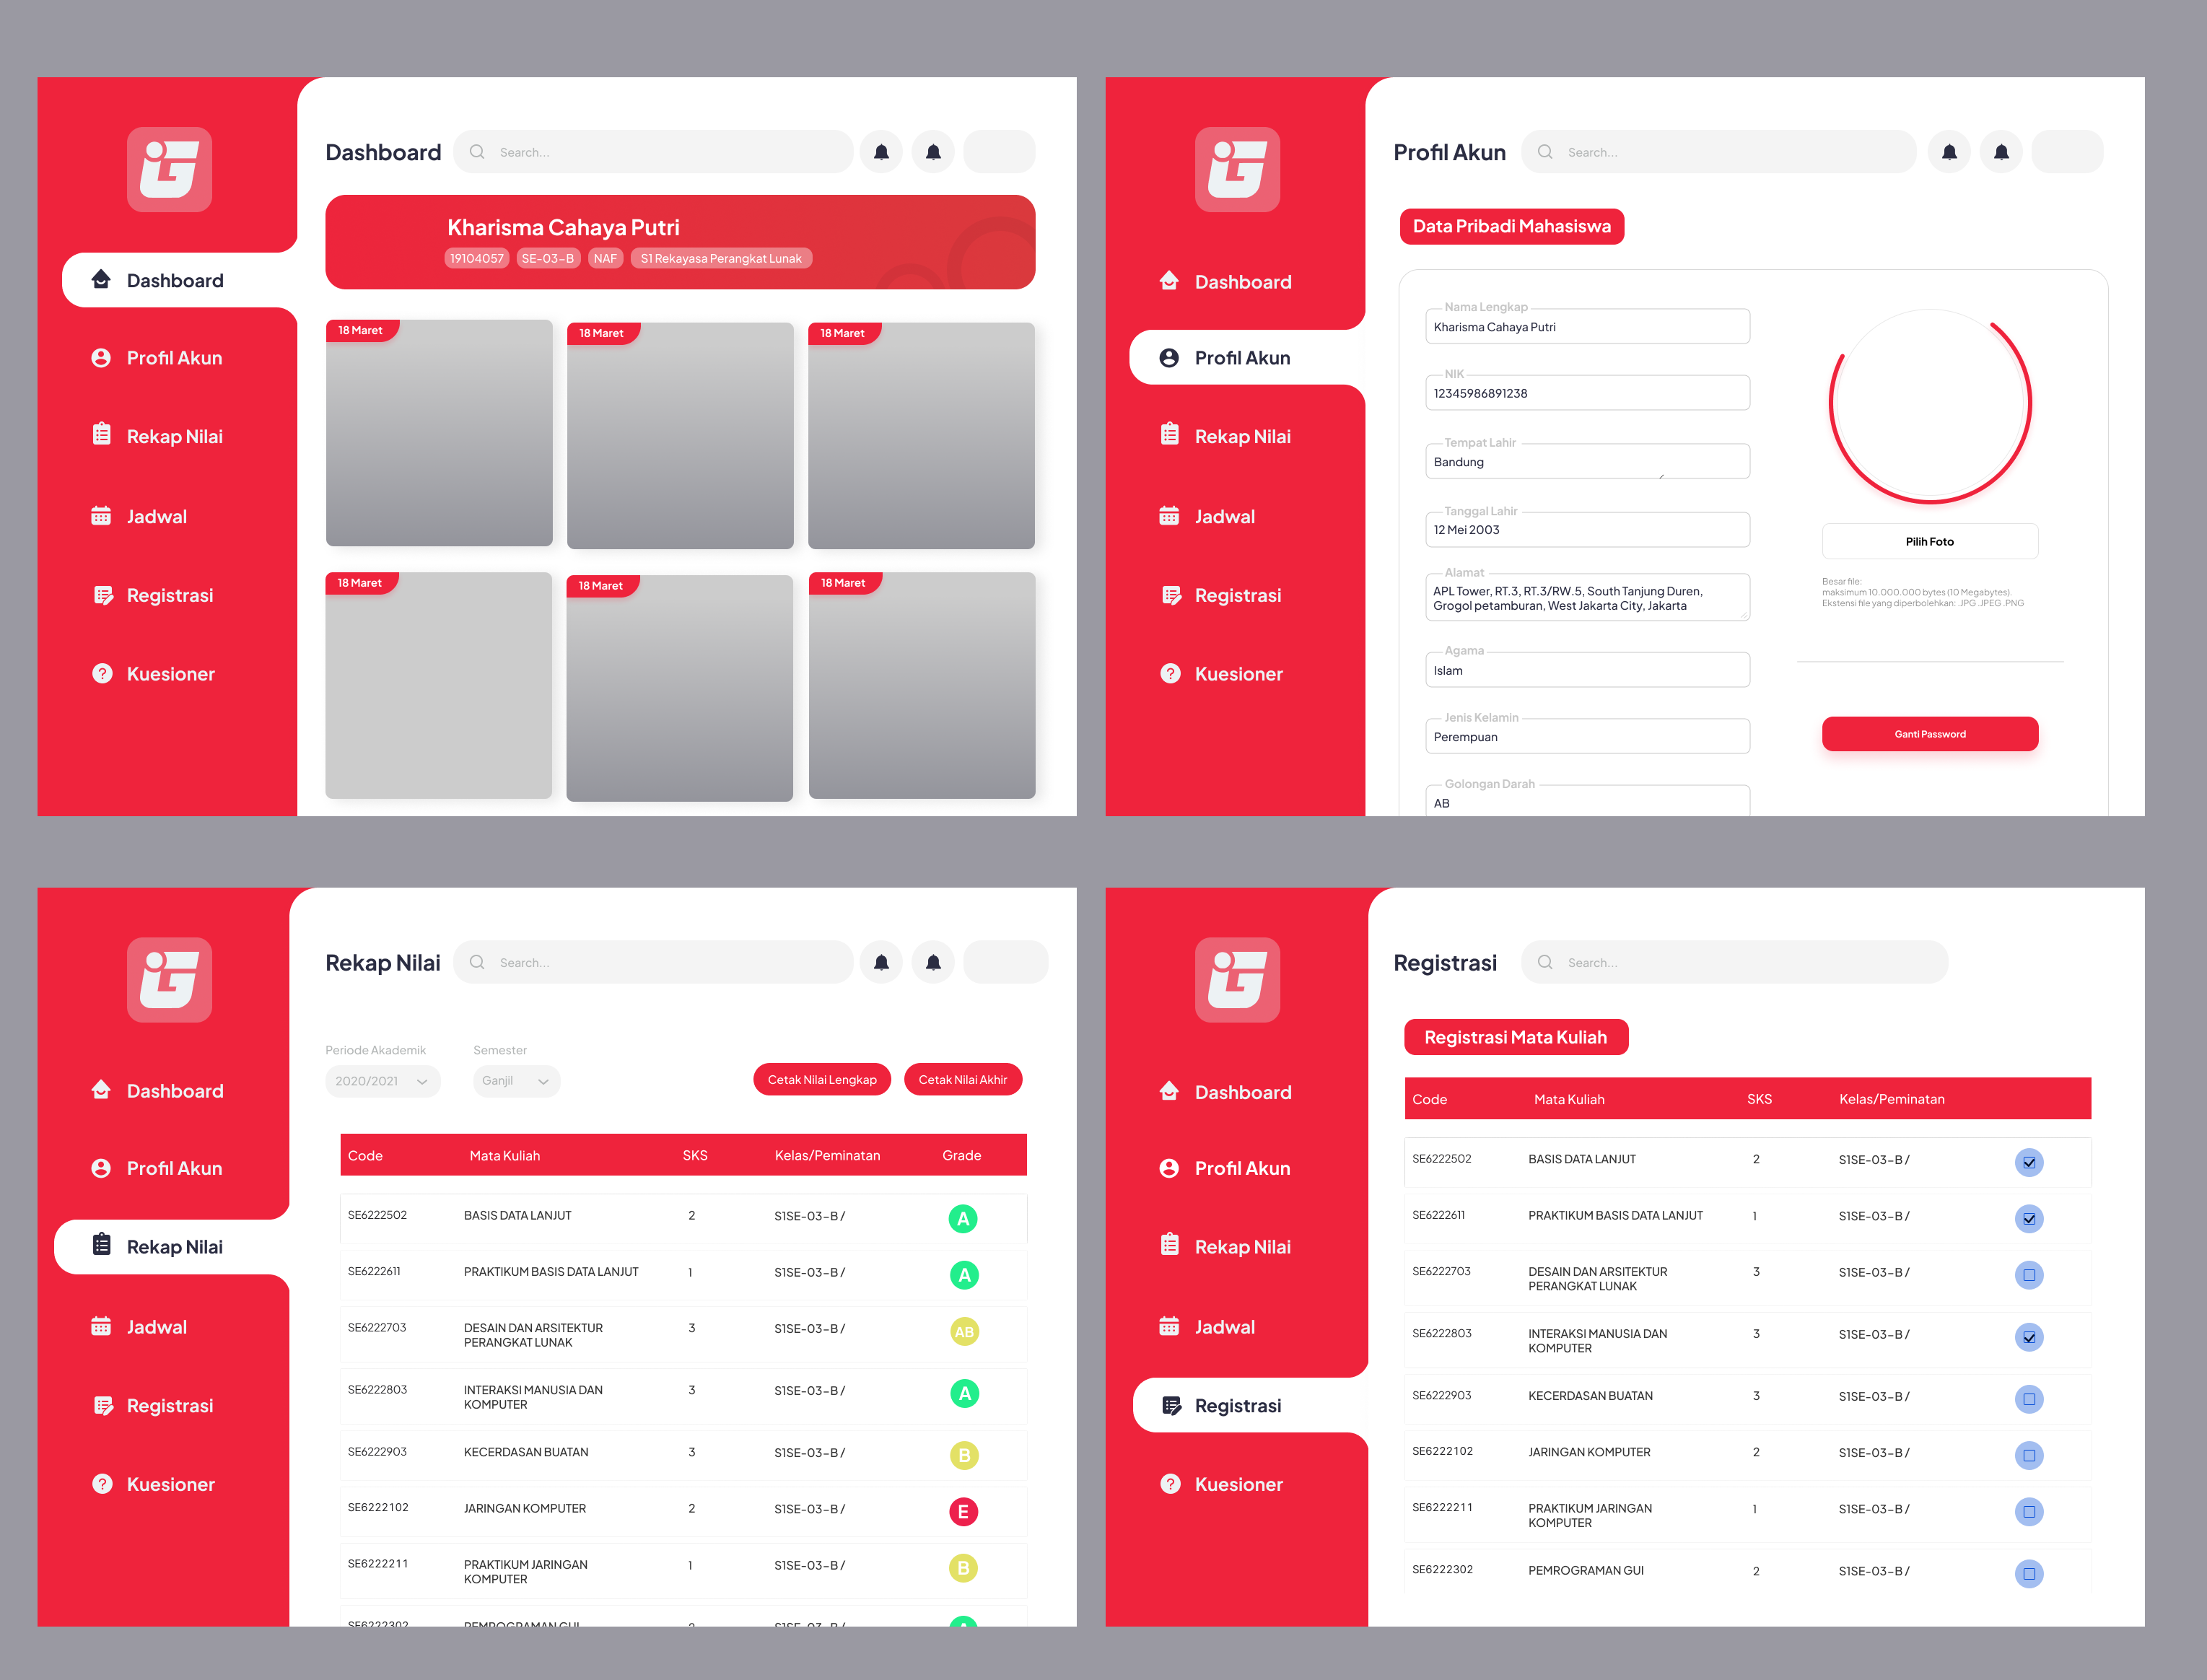 Dashboard
Profil Akun
Rekap Nilai
Jadwal
Registrasi
Kuesioner
Dashboard
Search...
Kharisma Cahaya Putri
19104057
SE-03-B
NAF
S1 Rekayasa Perangkat Lunak
18 Maret
18 Maret
18 Maret
18 Maret
18 Maret
18 Maret
Dashboard
Profil Akun
Rekap Nilai
Jadwal
Registrasi
Kuesioner
Profil Akun
Search...
Data Pribadi Mahasiswa
Nama Lengkap
Kharisma Cahaya Putri
NIK
12345986891238
Tempat Lahir
Bandung
Tanggal Lahir
12 Mei 2003
Alamat
APL Tower, RT.3, RT.3/RW.5, South Tanjung Duren,
Grogol petamburan, West Jakarta City, Jakarta
Agama
Islam
Jenis Kelamin
Perempuan
Golongan Darah
AB
Pilih Foto
Besar file:
maksimum 10.000.000 bytes (10 Megabytes).
Ekstensi file yang diperbolehkan: .JPG .JPEG .PNG
Ganti Password
Dashboard
Profil Akun
Rekap Nilai
Jadwal
Registrasi
Kuesioner
Rekap Nilai
Search...
Periode Akademik
2020/2021
Semester
Ganjil
Cetak Nilai Lengkap
Cetak Nilai Akhir
Code Mata Kuliah SKS Kelas/Peminatan Grade
SE6222502 BASIS DATA LANJUT 2 S1SE-03-B / A
SE6222611 PRAKTIKUM BASIS DATA LANJUT 1 S1SE-03-B / A
SE6222703 DESAIN DAN ARSITEKTUR 3 S1SE-03-B / AB
PERANGKAT LUNAK
SE6222803 INTERAKSI MANUSIA DAN 3 S1SE-03-B / A
KOMPUTER
SE6222903 KECERDASAN BUATAN 3 S1SE-03-B / B
SE6222102 JARINGAN KOMPUTER 2 S1SE-03-B / E
SE6222211 PRAKTIKUM JARINGAN 1 S1SE-03-B / B
KOMPUTER
SE6222302 PEMROGRAMAN GUI 2 S1SE-03-B / A
Dashboard
Profil Akun
Rekap Nilai
Jadwal
Registrasi
Kuesioner
Registrasi
Search...
Registrasi Mata Kuliah
Code Mata Kuliah SKS Kelas/Peminatan
SE6222502 BASIS DATA LANJUT 2 S1SE-03-B /
SE6222611 PRAKTIKUM BASIS DATA LANJUT 1 S1SE-03-B /
SE6222703 DESAIN DAN ARSITEKTUR 3 S1SE-03-B /
PERANGKAT LUNAK
SE6222803 INTERAKSI MANUSIA DAN 3 S1SE-03-B /
KOMPUTER
SE6222903 KECERDASAN BUATAN 3 S1SE-03-B /
SE6222102 JARINGAN KOMPUTER 2 S1SE-03-B /
SE6222211 PRAKTIKUM JARINGAN 1 S1SE-03-B /
KOMPUTER
SE6222302 PEMROGRAMAN GUI 2 S1SE-03-B /